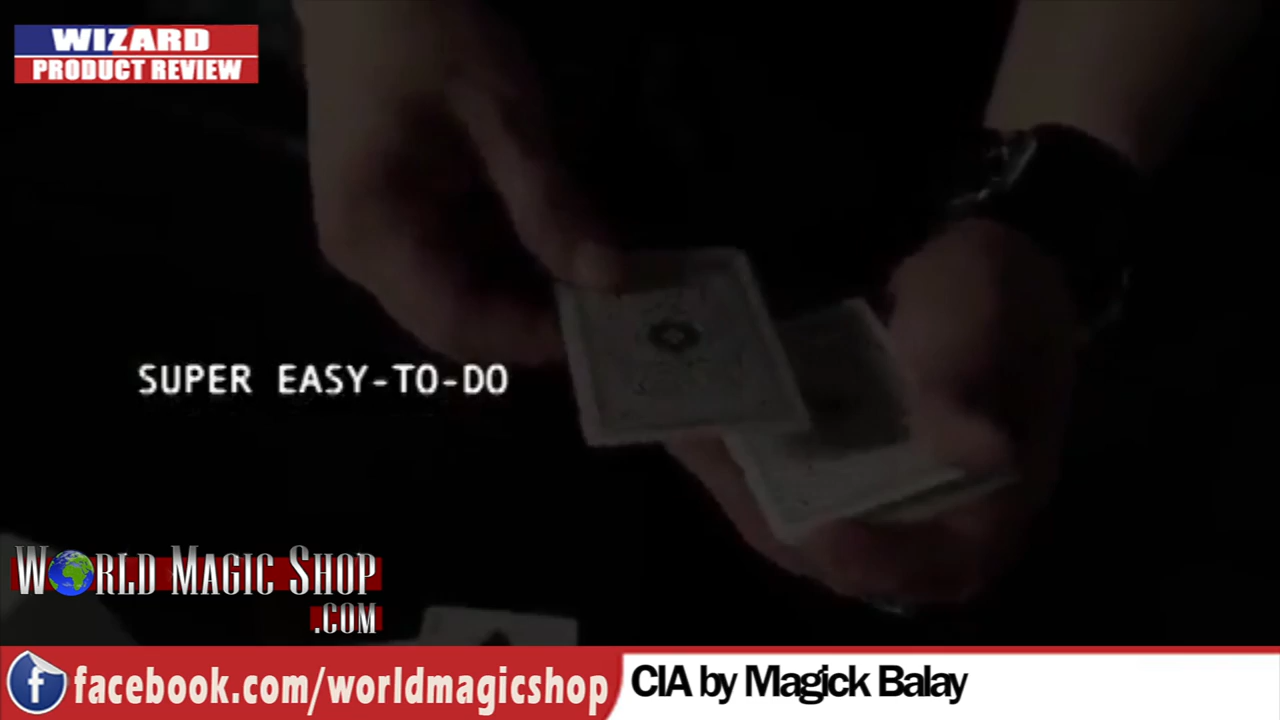 WIZARD
PRODUCT REVIEW
SUPER EASY-TO-DO
WORLD MAGIC SHOP
.COM
facebook.com/worldmagicshop
CIA by Magick Balay